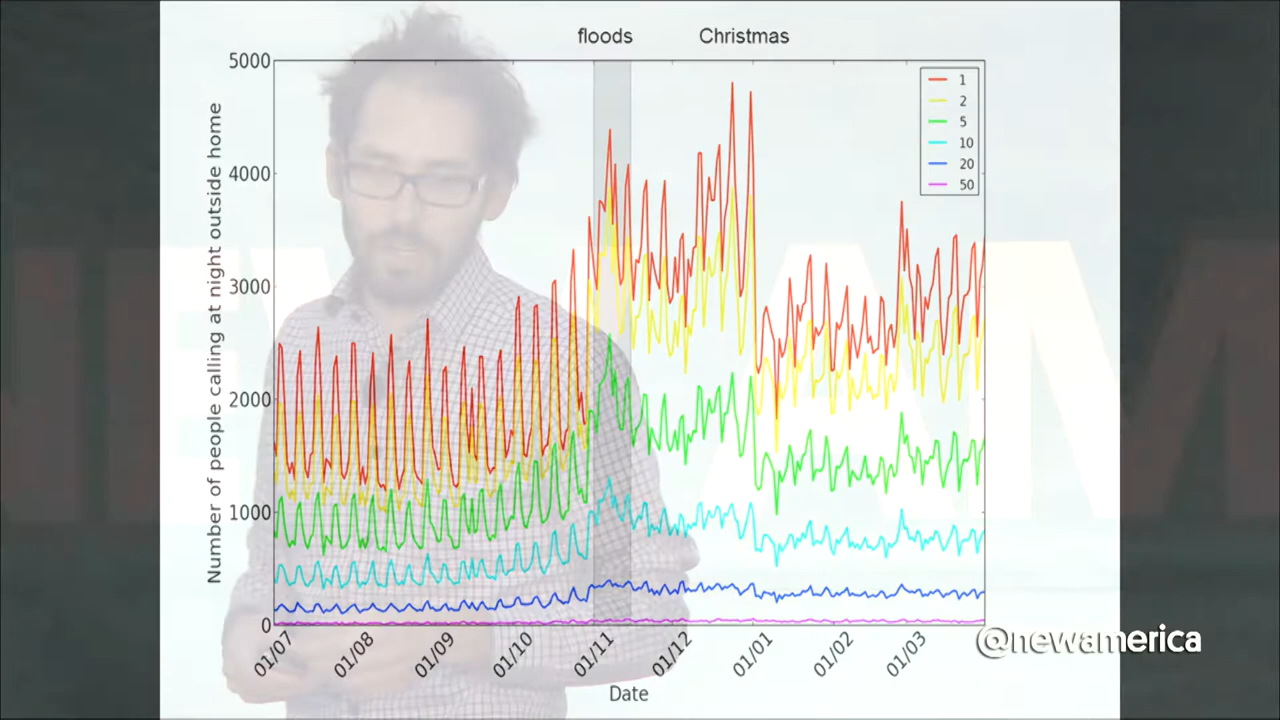 floods Christmas
5000
4000
3000
2000
1000
0
Number of people calling at night outside home
1
2
5
10
20
50
01/07 01/08 01/09 01/10 01/11 01/12 01/01 01/02 01/03
Date
@newamerica